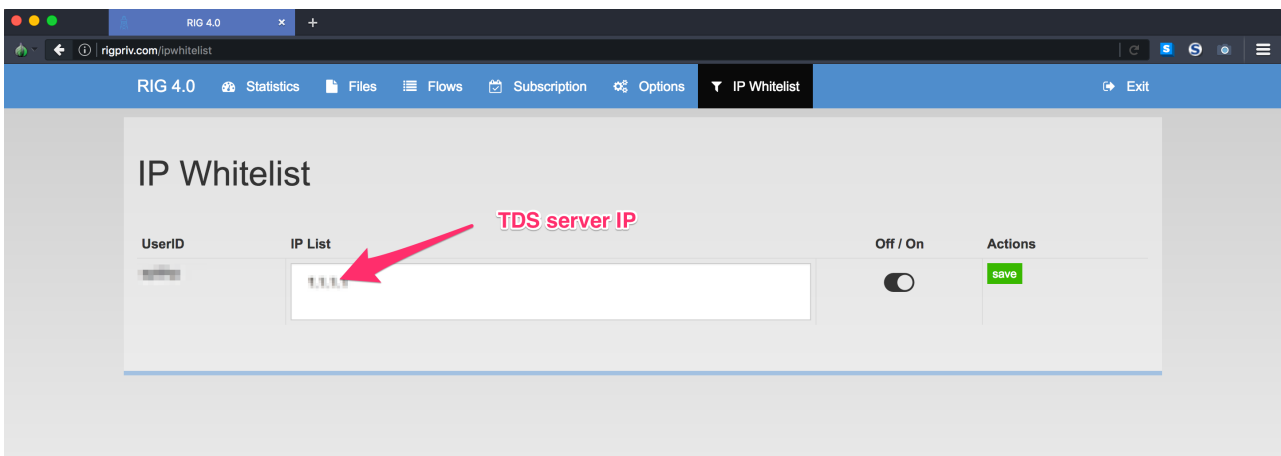 RIG 4.0
rigpriv.com/ipwhitelist
RIG 4.0 Statistics Files Flows Subscription Options IP Whitelist Exit
IP Whitelist
TDS server IP
UserID IP List Off / On Actions
save